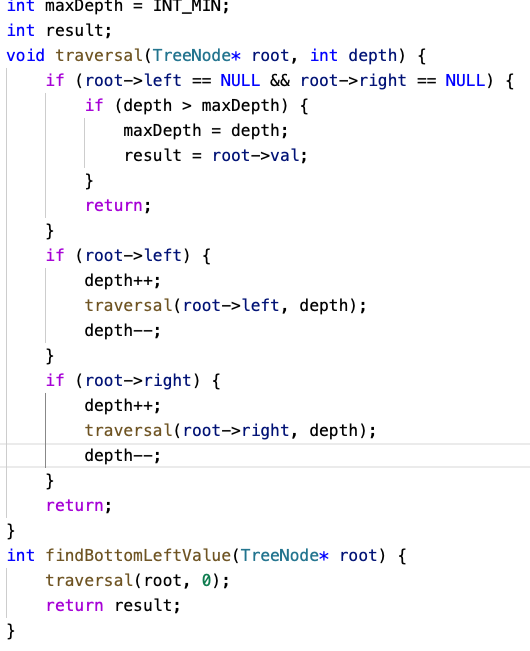 int maxDepth = INT_MIN;
int result;
void traversal(TreeNode* root, int depth) {
    if (root->left == NULL && root->right == NULL) {
        if (depth > maxDepth) {
            maxDepth = depth;
            result = root->val;
        }
        return;
    }
    if (root->left) {
        depth++;
        traversal(root->left, depth);
        depth--;
    }
    if (root->right) {
        depth++;
        traversal(root->right, depth);
        depth--;
    }
    return;
}
int findBottomLeftValue(TreeNode* root) {
    traversal(root, 0);
    return result;
}